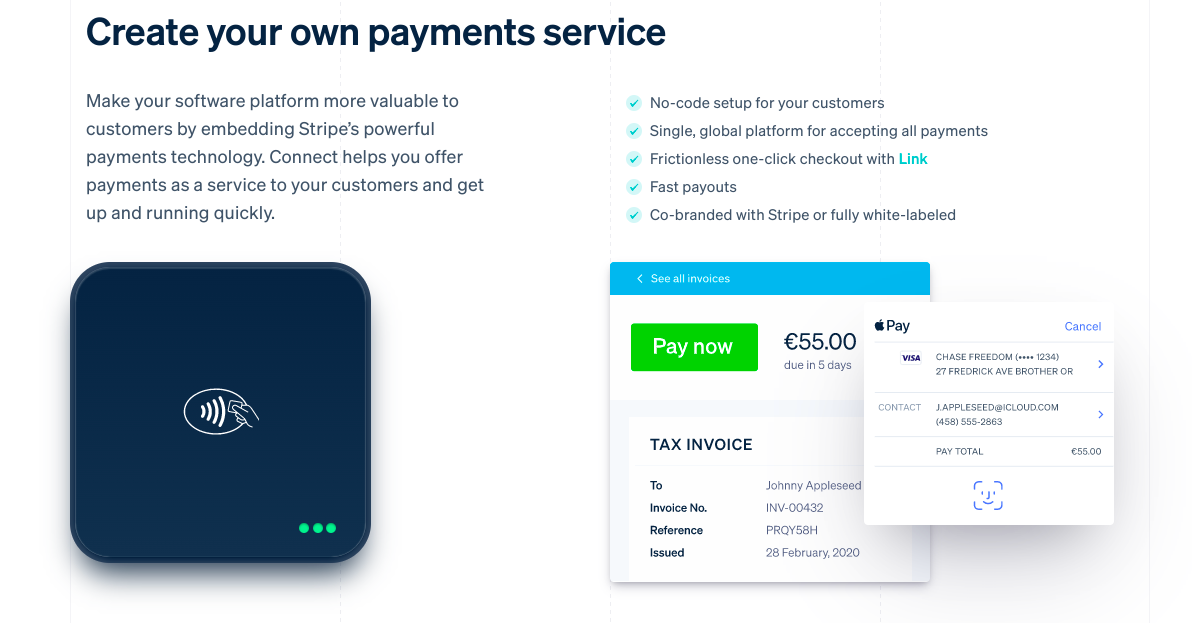 Create your own payments service
Make your software platform more valuable to
customers by embedding Stripe’s powerful
payments technology. Connect helps you offer
payments as a service to your customers and get
up and running quickly.
No-code setup for your customers
Single, global platform for accepting all payments
Frictionless one-click checkout with Link
Fast payouts
Co-branded with Stripe or fully white-labeled
See all invoices
Pay now
€55.00
due in 5 days
TAX INVOICE
To Johnny Appleseed
Invoice No. INV-00432
Reference PRQY58H
Issued 28 February, 2020
Pay Cancel
VISA CHASE FREEDOM (•••• 1234)
27 FREDRICK AVE BROTHER OR
CONTACT J.APPLESEED@ICLOUD.COM
(458) 555-2863
PAY TOTAL €55.00